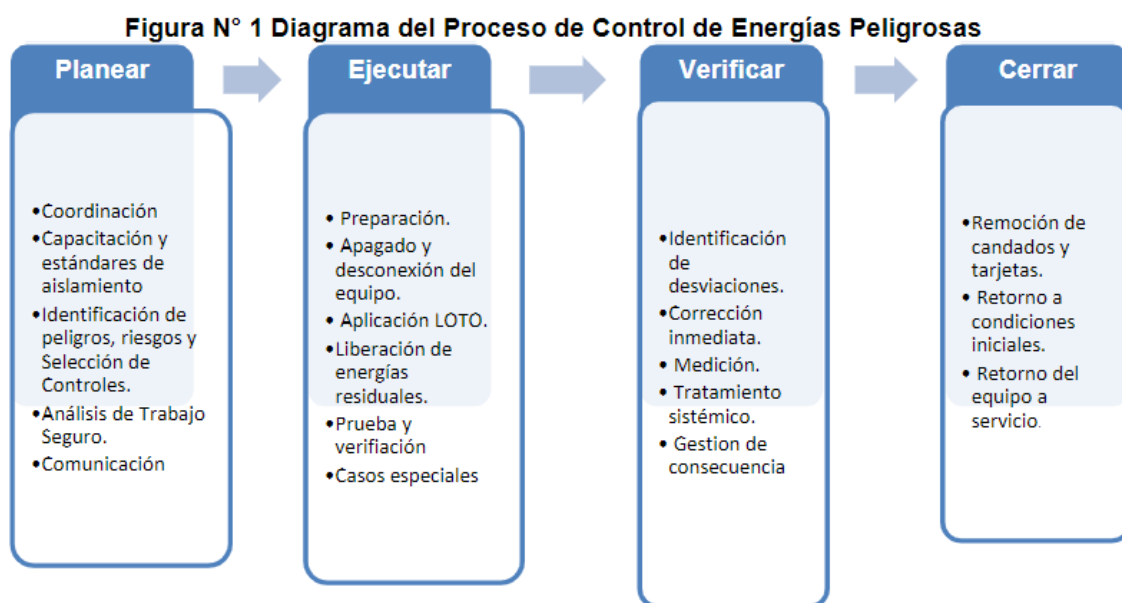 Figura N° 1 Diagrama del Proceso de Control de Energías Peligrosas
Planear
•Coordinación
•Capacitación y
estándares de
aislamiento
•Identificación de
peligros, riesgos y
Selección de
Controles.
•Análisis de Trabajo
Seguro.
•Comunicación
Ejecutar
• Preparación.
• Apagado y
desconexión del
equipo.
• Aplicación LOTO.
•Liberación de
energías
residuales.
•Prueba y
verifiación
•Casos especiales
Verificar
•Identificación
de
desviaciones.
•Corrección
inmediata.
• Medición.
• Tratamiento
sistémico.
• Gestion de
consecuencia
Cerrar
•Remoción de
candados y
tarjetas.
• Retorno a
condiciones
iniciales.
• Retorno del
equipo a
servicio.